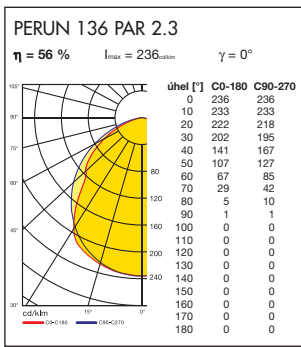 PERUN 136 PAR 2.3
η = 56 % Imax = 236cd/klm γ = 0°
úhel [°] C0-180 C90-270
0 236 236
10 233 233
20 222 218
30 202 195
40 141 167
50 107 127
60 67 85
70 29 42
80 5 10
90 1 1
100 0 0
110 0 0
120 0 0
130 0 0
140 0 0
150 0 0
160 0 0
170 0 0
180 0 0
105°
90°
75°
60°
45°
30°
15°
0°
80
120
160
200
240
cd/klm
C0-C180 C90-C270